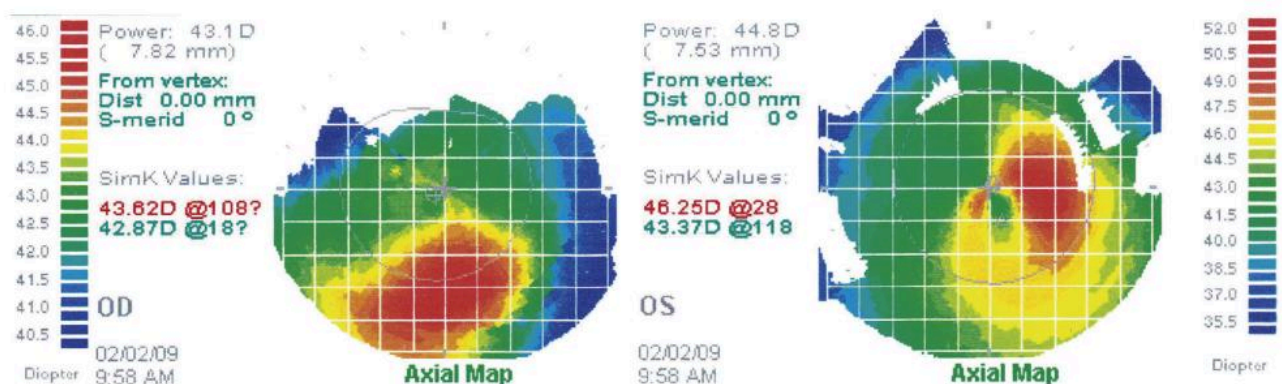 46.0
45.5
45.0
44.5
44.0
43.5
43.0
42.5
42.0
41.5
41.0
40.5
Diopter
Power: 43.1 D
( 7.82 mm)
From vertex:
Dist 0.00 mm
S-merid 0 °
SimK Values:
43.62D @108?
42.87D @18?
OD
02/02/09
9:58 AM
Axial Map
Power: 44.8 D
( 7.53 mm)
From vertex:
Dist 0.00 mm
S-merid 0 °
SimK Values:
46.25D @28
43.37D @118
OS
02/02/09
9:58 AM
Axial Map
52.0
50.5
49.0
47.5
46.0
44.5
43.0
41.5
40.0
38.5
37.0
35.5
Diopter